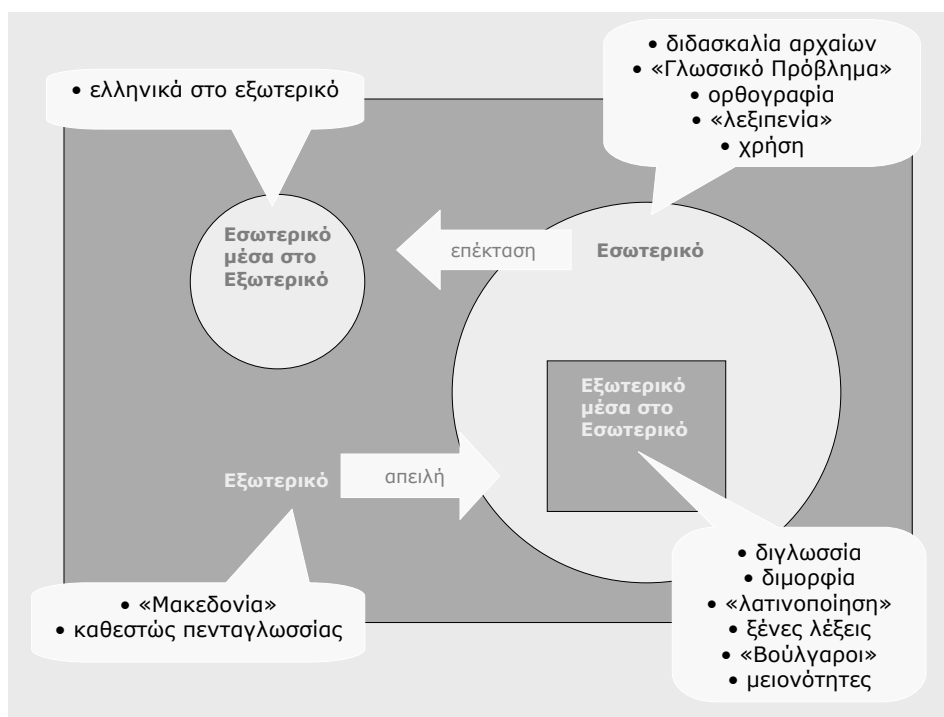 • διδασκαλία αρχαίων
• «Γλωσσικό Πρόβλημα»
• ορθογραφία
• «λεξιπενία»
• χρήση
• ελληνικά στο εξωτερικό
Εσωτερικό
μέσα στο
Εξωτερικό
επέκταση
Εσωτερικό
Εξωτερικό
μέσα στο
Εσωτερικό
Εξωτερικό
απειλή
• «Μακεδονία»
• καθεστώς πενταγλωσσίας
• διγλωσσία
• διμορφία
• «λατινοποίηση»
• ξένες λέξεις
• «Βούλγαροι»
• μειονότητες